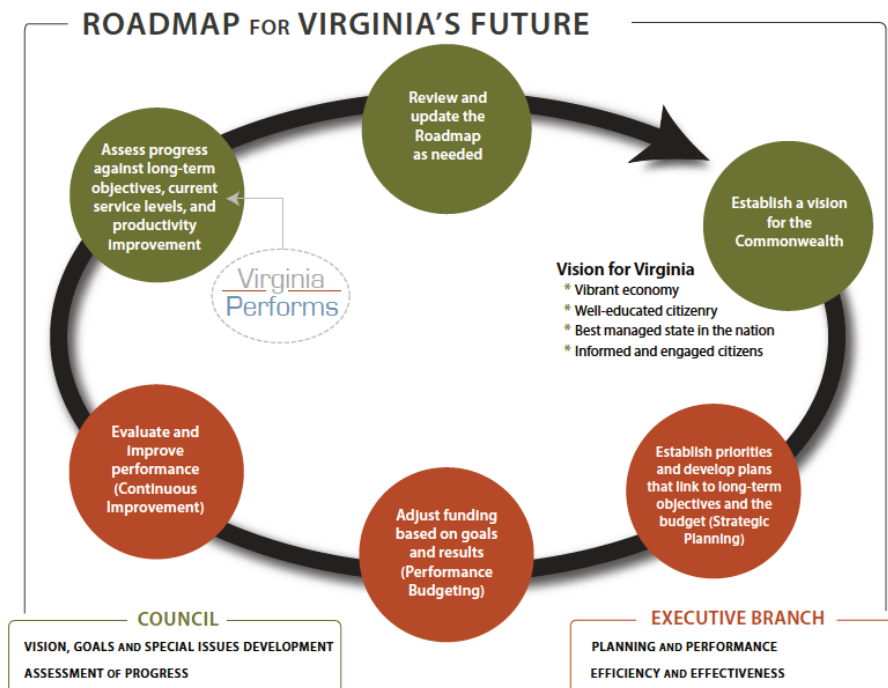 ROADMAP FOR VIRGINIA'S FUTURE
Review and
update the
Roadmap
as needed
Assess progress
against long-term
objectives, current
service levels, and
productivity
improvement
Establish a vision
for the
Commonwealth
Virginia
Performs
Vision for Virginia
* Vibrant economy
* Well-educated citizenry
* Best managed state in the nation
* Informed and engaged citizens
Evaluate and
improve
performance
(Continuous
Improvement)
Adjust funding
based on goals
and results
(Performance
Budgeting)
Establish priorities
and develop plans
that link to long-term
objectives and the
budget (Strategic
Planning)
COUNCIL
VISION, GOALS AND SPECIAL ISSUES DEVELOPMENT
ASSESSMENT OF PROGRESS
EXECUTIVE BRANCH
PLANNING AND PERFORMANCE
EFFICIENCY AND EFFECTIVENESS